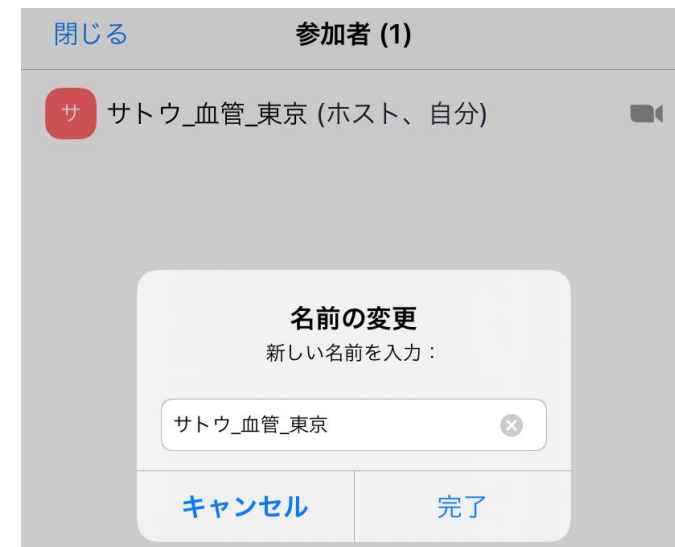 閉じる 参加者 (1)
サ サトウ_血管_東京 (ホスト、自分)
名前の変更
新しい名前を入力：
サトウ_血管_東京
キャンセル 完了